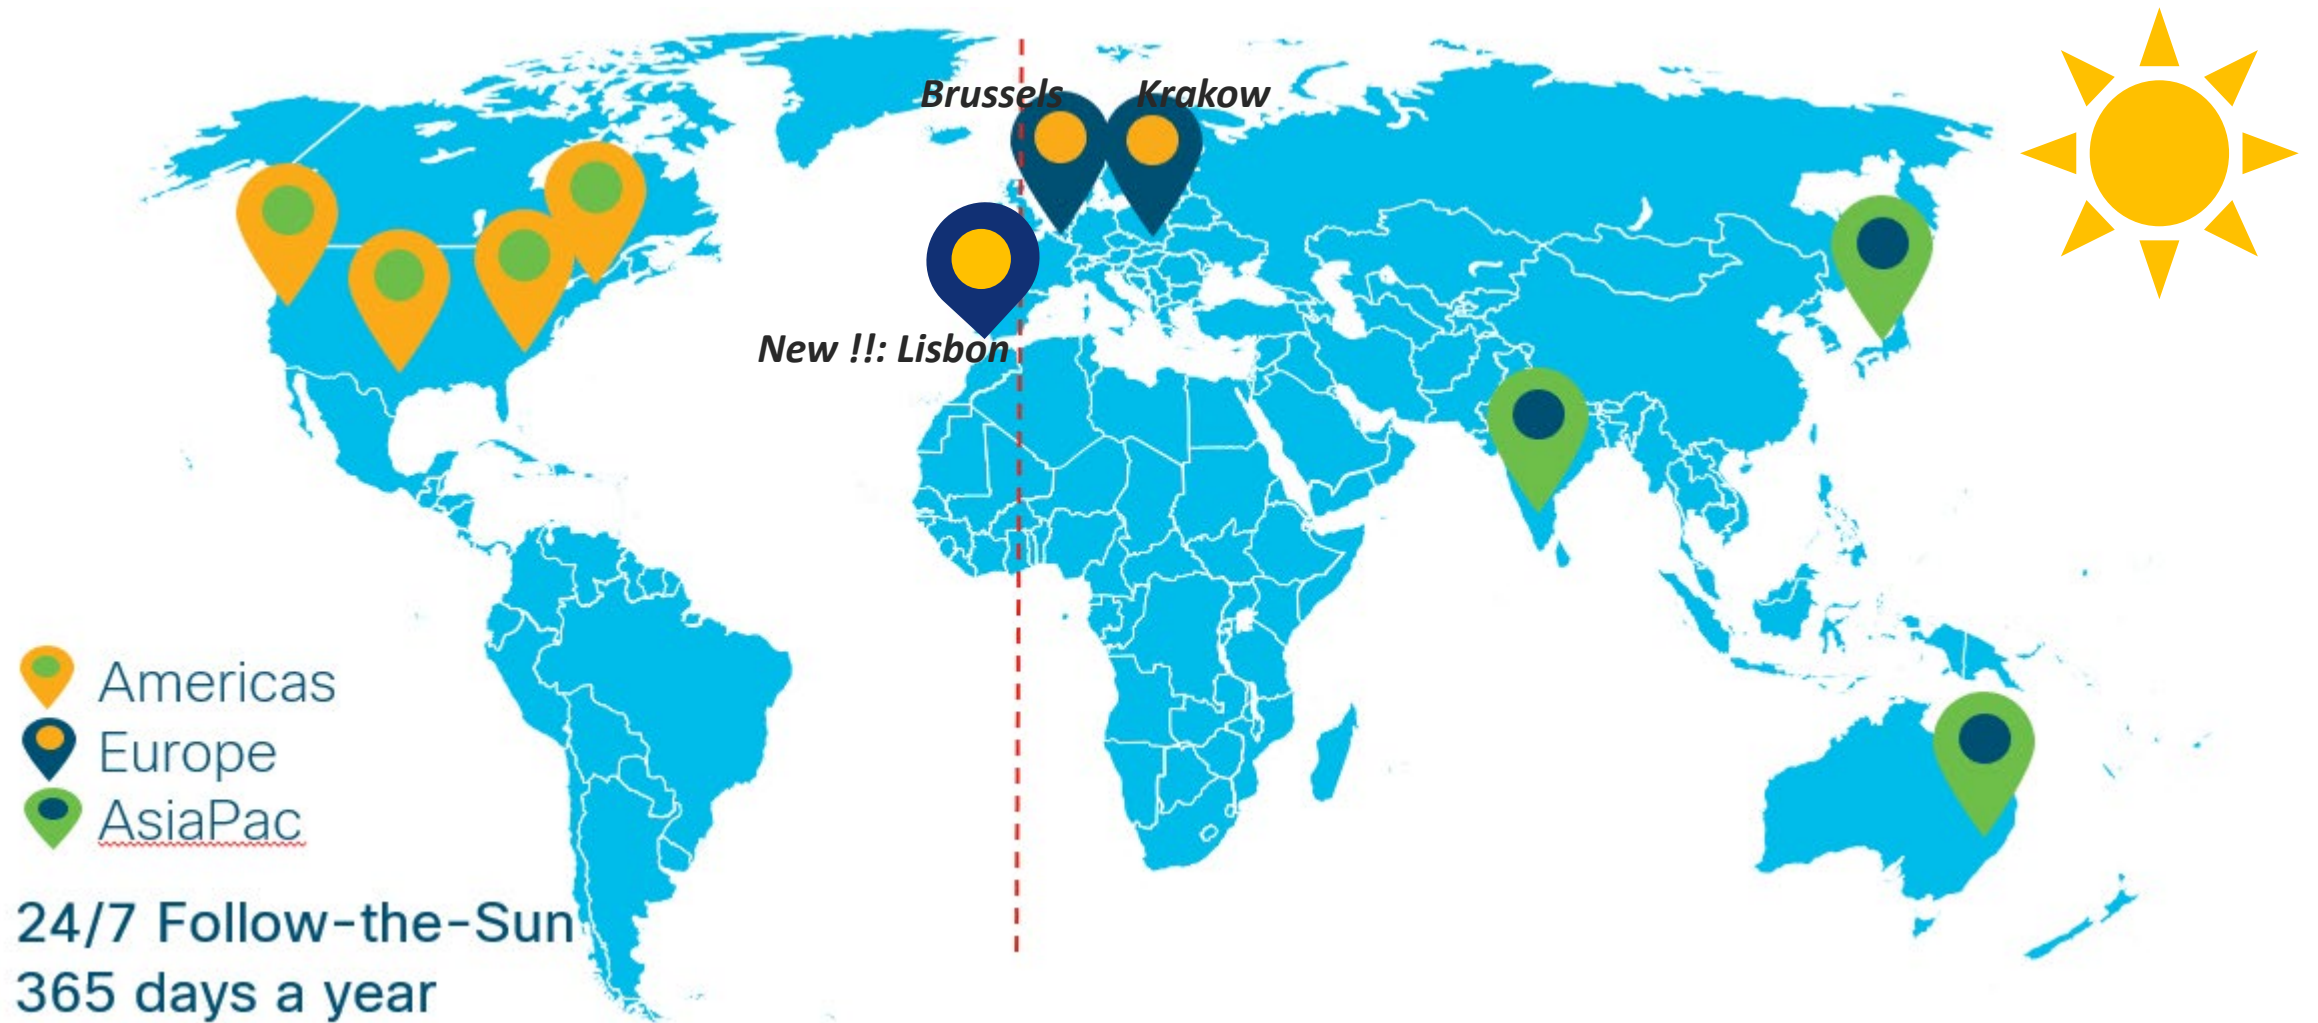 Brussels
Krakow
New !!: Lisbon
Americas
Europe
AsiaPac
24/7 Follow-the-Sun
365 days a year